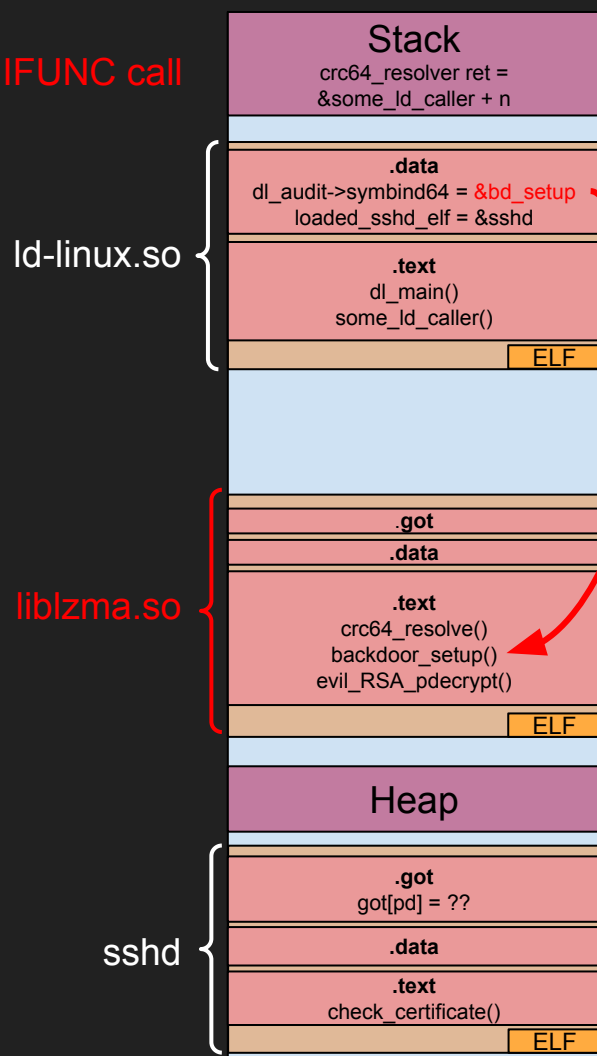 IFUNC call
Stack
crc64_resolver ret =
&some_ld_caller + n
ld-linux.so
.data
dl_audit->symbind64 = &bd_setup
loaded_sshd_elf = &sshd
.text
dl_main()
some_ld_caller()
ELF
liblzma.so
.got
.data
.text
crc64_resolve()
backdoor_setup()
evil_RSA_pdecrypt()
ELF
Heap
sshd
.got
got[pd] = ??
.data
.text
check_certificate()
ELF